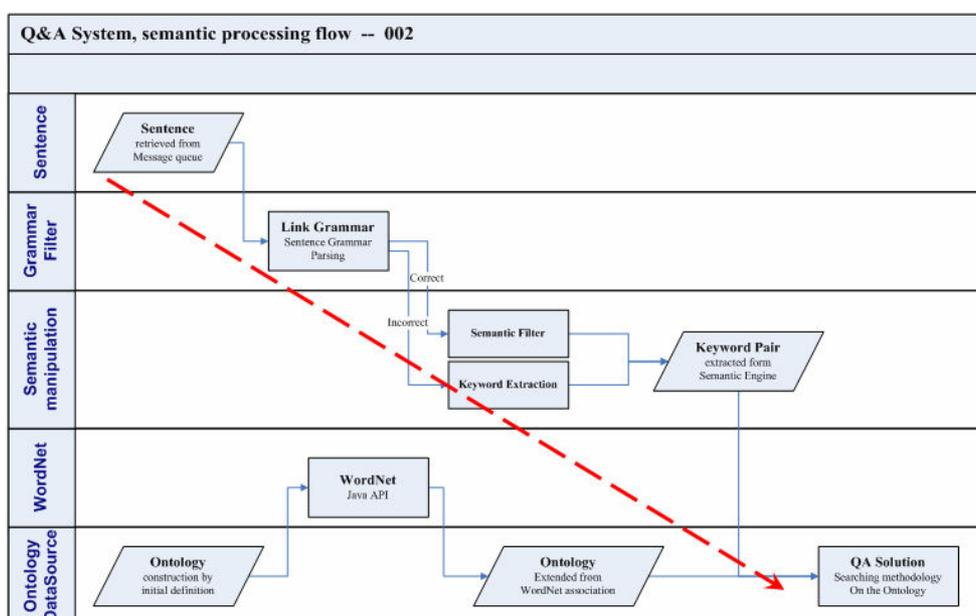 Q&A System, semantic processing flow -- 002
Sentence
Sentence
retrieved from
Message queue
Grammar
Filter
Link Grammar
Sentence Grammar
Parsing
Correct
Incorrect
Semantic
manipulation
Semantic Filter
Keyword Extraction
Keyword Pair
extracted form
Semantic Engine
WordNet
WordNet
Java API
Ontology
DataSource
Ontology
construction by
initial definition
Ontology
Extended from
WordNet association
QA Solution
Searching methodology
On the Ontology